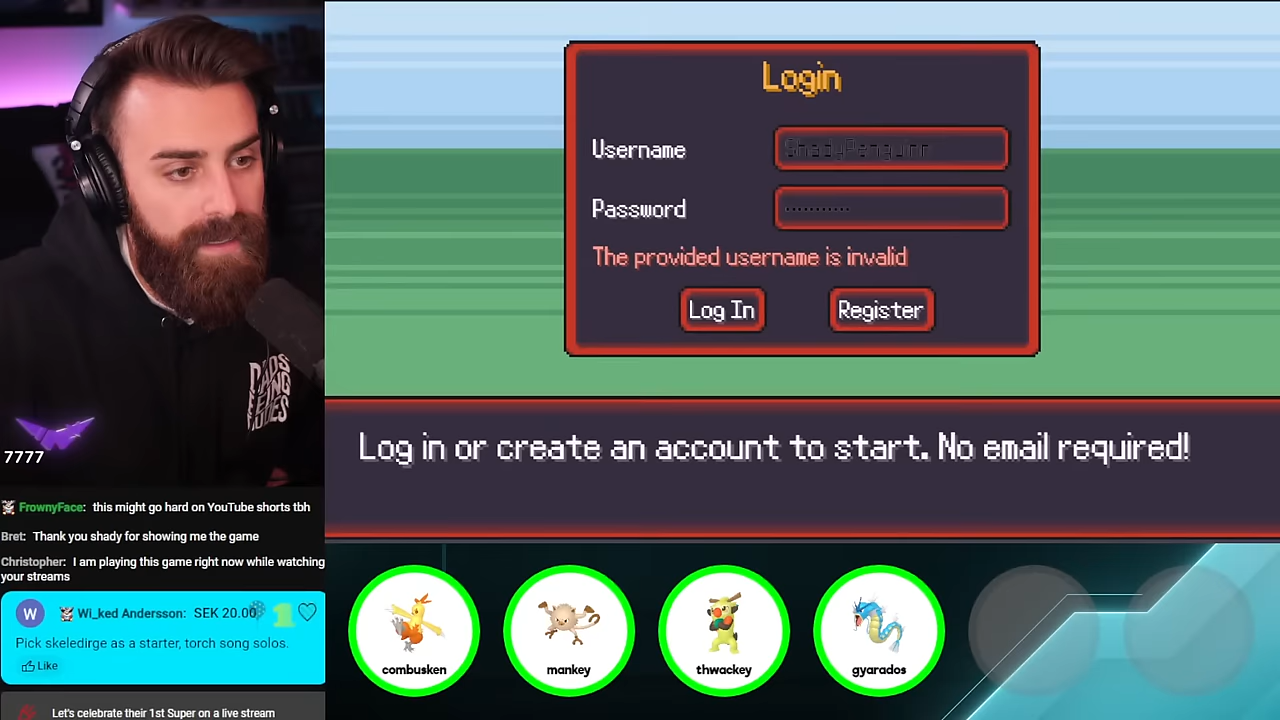 Login
Username
ShadyPenguinn
Password
The provided username is invalid
Log In
Register
Log in or create an account to start. No email required!
7777
FrownyFace: this might go hard on YouTube shorts tbh
Bret: Thank you shady for showing me the game
Christopher: I am playing this game right now while watching
your streams
W
Wi_ked Andersson: SEK 20.00
1
Pick skeledirge as a starter, torch song solos.
Like
Let's celebrate their 1st Super on a live stream
combusken
mankey
thwackey
gyarados